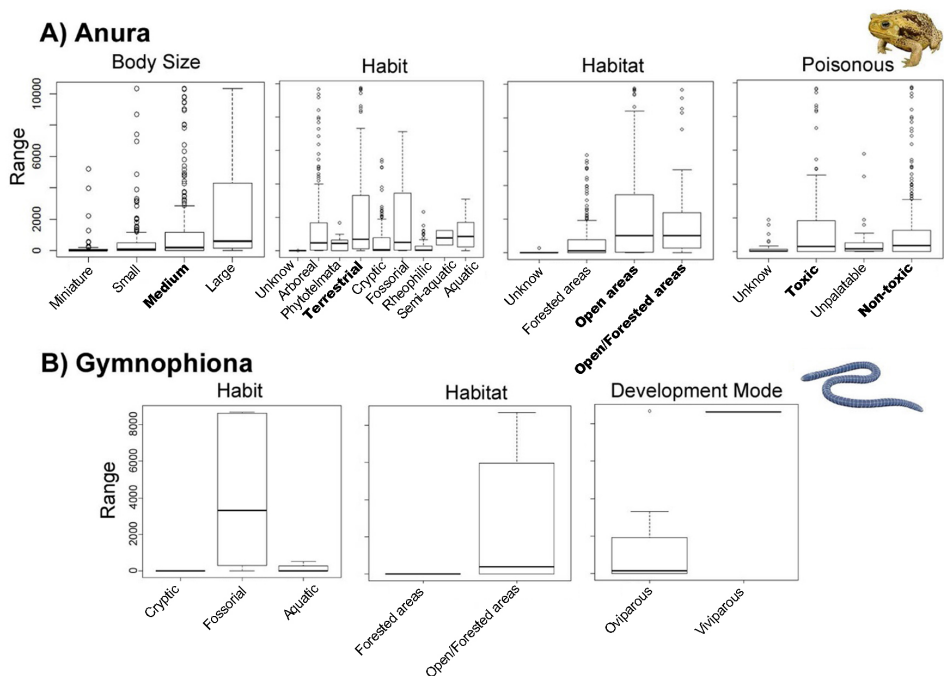 A) Anura
Body Size
Habit
Habitat
Poisonous
Range
10000
6000
2000
0
Miniature
Small
Medium
Large
Unknow
Arboreal
Phytotelmata
Terrestrial
Cryptic
Fossorial
Rheophilic
Semi-aquatic
Aquatic
Unknow
Forested areas
Open areas
Open/Forested areas
Unknow
Toxic
Unpalatable
Non-toxic
B) Gymnophiona
Habit
Habitat
Development Mode
Range
8000
6000
4000
2000
0
Cryptic
Fossorial
Aquatic
Forested areas
Open/Forested areas
Oviparous
Viviparous